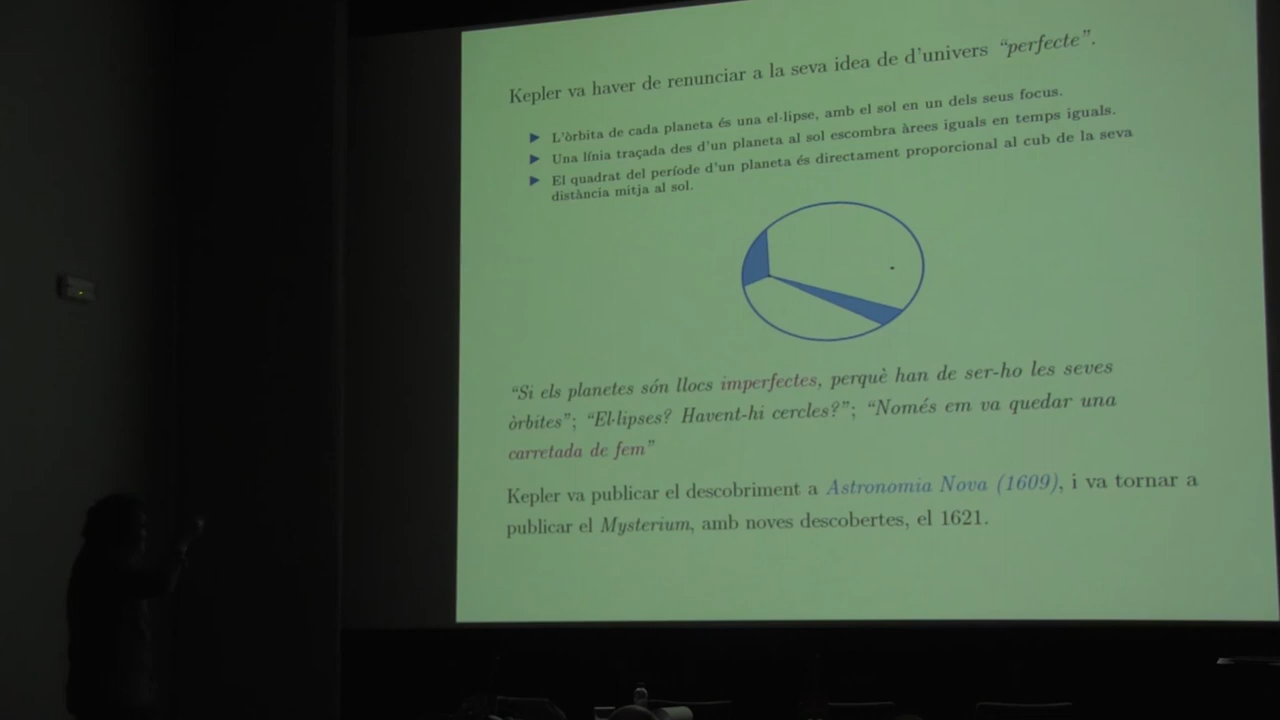 Kepler va haver de renunciar a la seva idea de d'univers “perfecte”.
L'òrbita de cada planeta és una el·lipse, amb el sol en un dels seus focus.
Una línia traçada des d'un planeta al sol escombra àrees iguals en temps iguals.
El quadrat del període d'un planeta és directament proporcional al cub de la seva
distància mitja al sol.
“Si els planetes són llocs imperfectes, perquè han de ser-ho les seves
òrbites”; “El·lipses? Havent-hi cercles?”; “Només em va quedar una
carretada de fem”
Kepler va publicar el descobriment a Astronomia Nova (1609), i va tornar a
publicar el Mysterium, amb noves descobertes, el 1621.